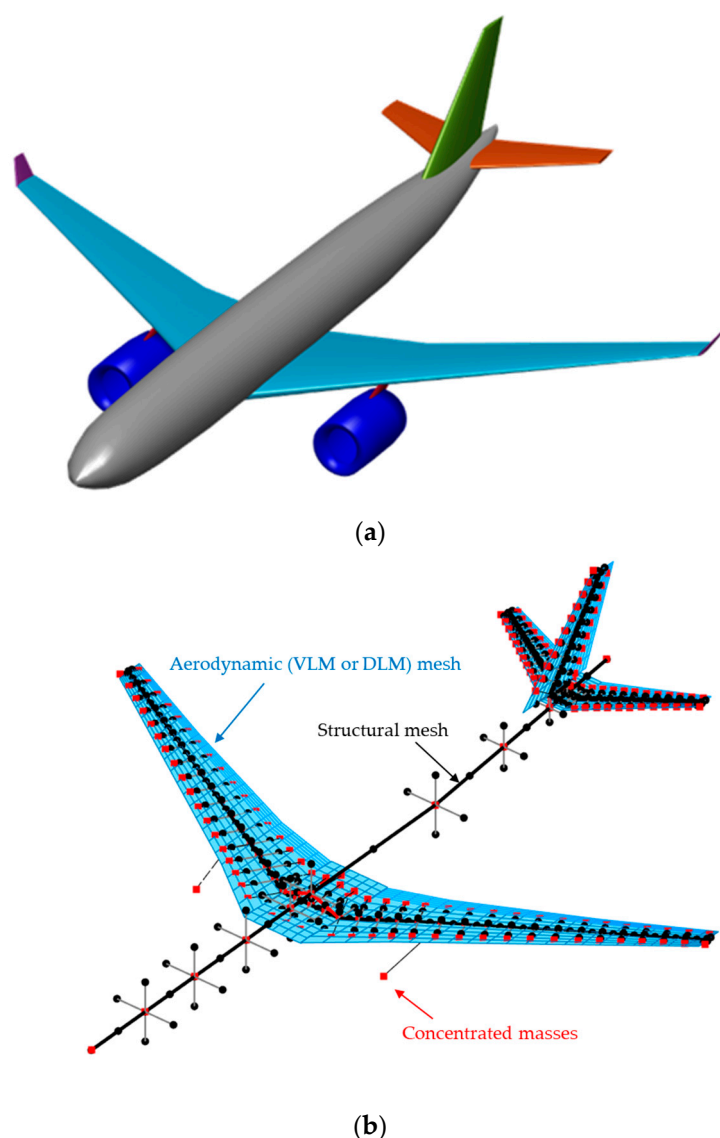 (a)
Aerodynamic (VLM or DLM) mesh
Structural mesh
Concentrated masses
(b)